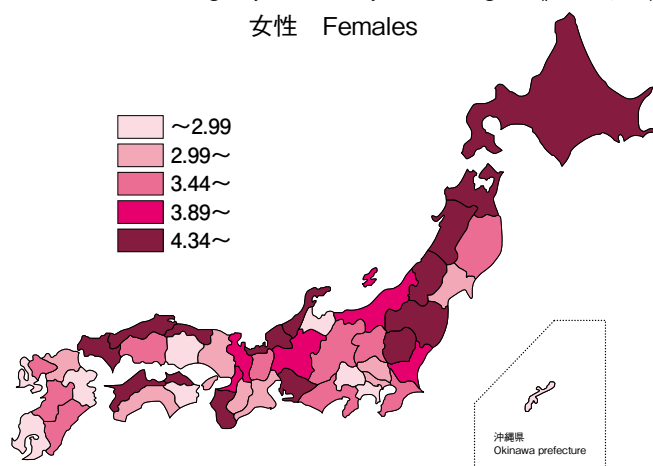 女性 Females
～2.99
2.99～
3.44～
3.89～
4.34～
沖縄県
Okinawa prefecture